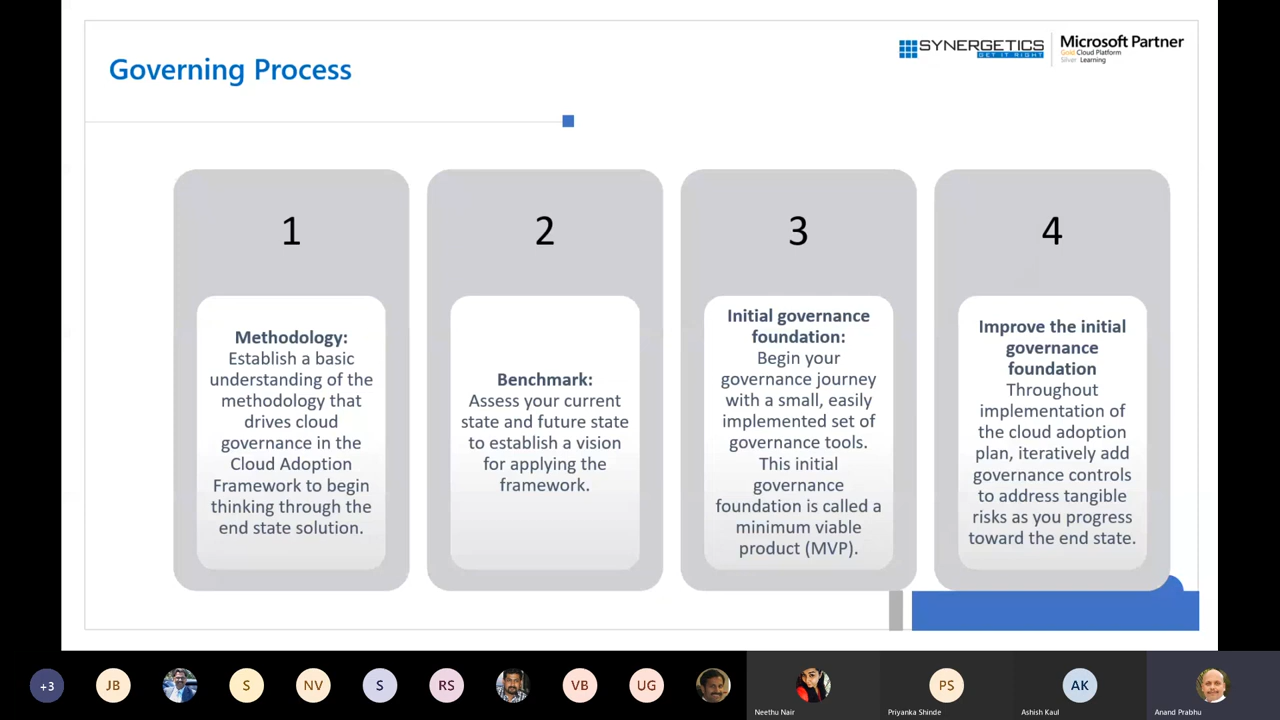 Governing Process
SYNERGETICS
GET IT RIGHT
Microsoft Partner
Gold Cloud Platform
Silver Learning
1
Methodology:
Establish a basic
understanding of the
methodology that
drives cloud
governance in the
Cloud Adoption
Framework to begin
thinking through the
end state solution.
2
Benchmark:
Assess your current
state and future state
to establish a vision
for applying the
framework.
3
Initial governance
foundation:
Begin your
governance journey
with a small, easily
implemented set of
governance tools.
This initial
governance
foundation is called a
minimum viable
product (MVP).
4
Improve the initial
governance
foundation
Throughout
implementation of
the cloud adoption
plan, iteratively add
governance controls
to address tangible
risks as you progress
toward the end state.
+3
JB
S
NV
S
RS
VB
UG
Neethu Nair
PS
Priyanka Shinde
AK
Ashish Kaul
Anand Prabhu